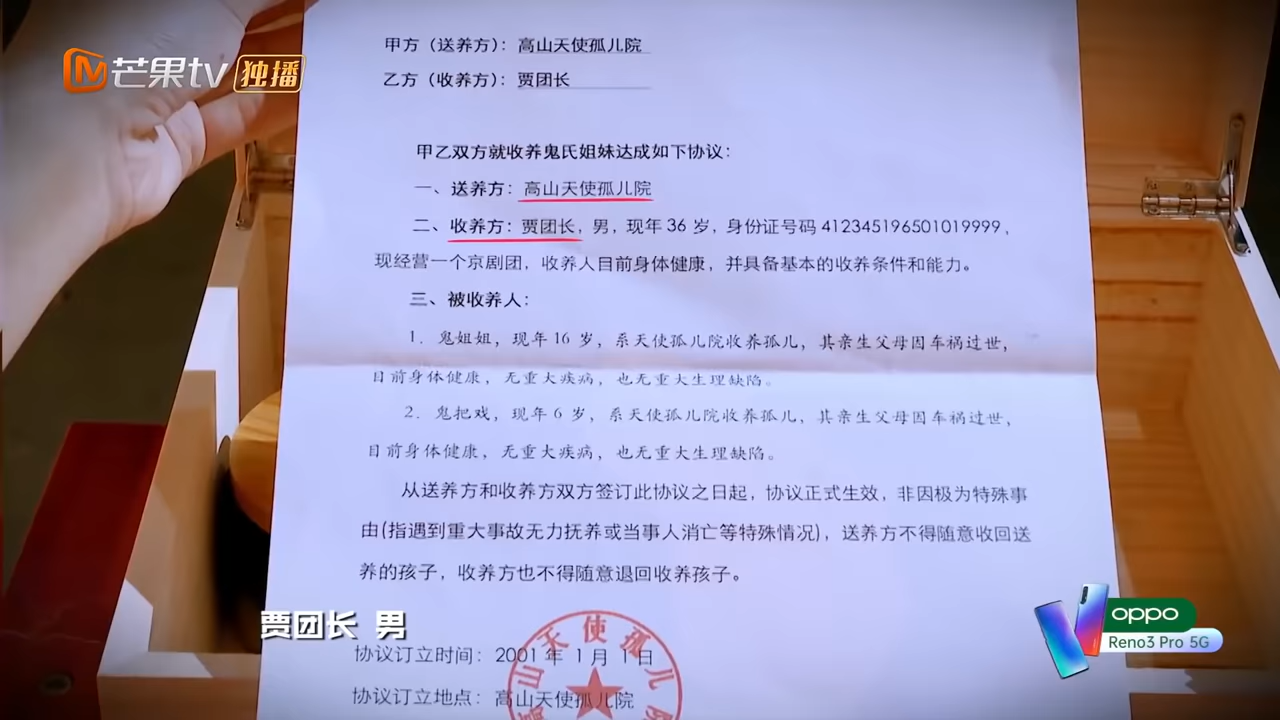 芒果tv 独播
甲方（送养方）：高山天使孤儿院
乙方（收养方）：贾团长
甲乙双方就收养鬼氏姐妹达成如下协议：
一、送养方：高山天使孤儿院
二、收养方：贾团长，男，现年 36 岁，身份证号码 412345196501019999，
现经营一个京剧团，收养人目前身体健康，并具备基本的收养条件和能力。
三、被收养人：
1. 鬼姐姐，现年 16 岁，系天使孤儿院收养孤儿，其亲生父母因车祸过世，
目前身体健康，无重大疾病，也无重大生理缺陷。
2. 鬼把戏，现年 6 岁，系天使孤儿院收养孤儿，其亲生父母因车祸过世，
目前身体健康，无重大疾病，也无重大生理缺陷。
从送养方和收养方双方签订此协议之日起，协议正式生效，非因极为特殊事
由(指遇到重大事故无力抚养或当事人消亡等特殊情况)，送养方不得随意收回送
养的孩子，收养方也不得随意退回收养孩子。
贾团长 男
协议订立时间：2001 年 1 月 1 日
协议订立地点：高山天使孤儿院
高山天使孤儿院
oppo
Reno3 Pro 5G